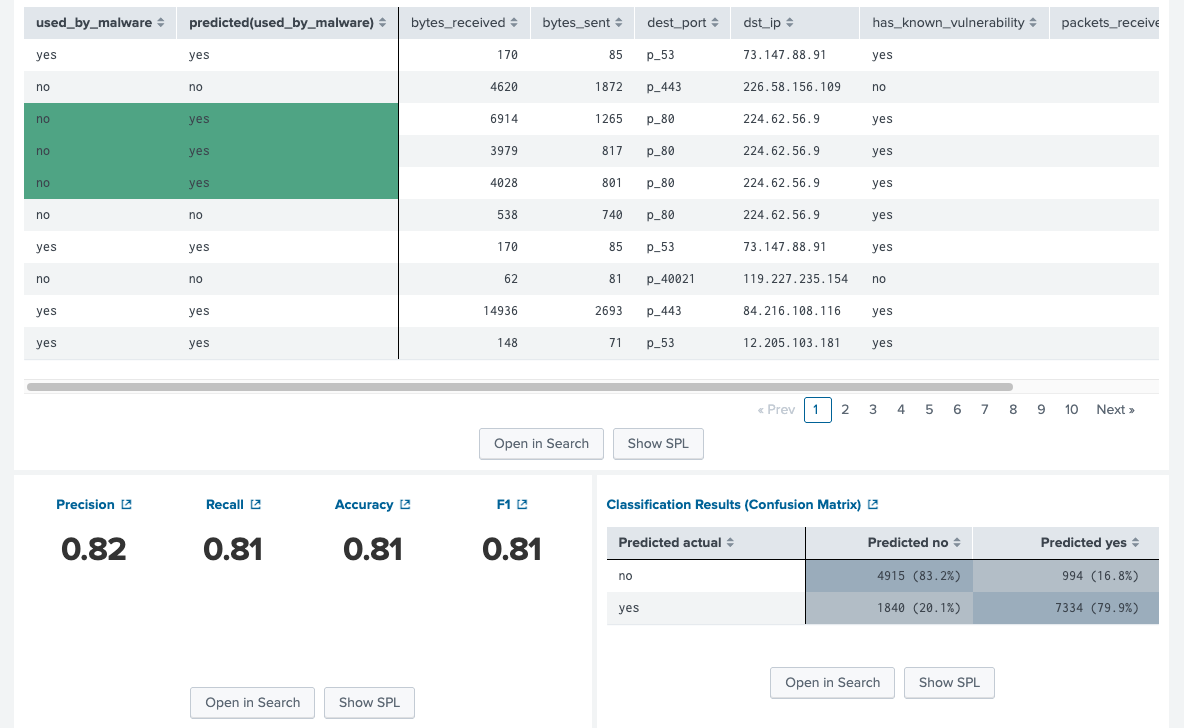 used_by_malware predicted(used_by_malware) bytes_received bytes_sent dest_port dst_ip has_known_vulnerability packets_receive
yes yes 170 85 p_53 73.147.88.91 yes
no no 4620 1872 p_443 226.58.156.109 no
no yes 6914 1265 p_80 224.62.56.9 yes
no yes 3979 817 p_80 224.62.56.9 yes
no yes 4028 801 p_80 224.62.56.9 yes
no no 538 740 p_80 224.62.56.9 yes
yes yes 170 85 p_53 73.147.88.91 yes
no no 62 81 p_40021 119.227.235.154 no
yes yes 14936 2693 p_443 84.216.108.116 yes
yes yes 148 71 p_53 12.205.103.181 yes
« Prev 1 2 3 4 5 6 7 8 9 10 Next »
Open in Search Show SPL
Precision Recall Accuracy F1
0.82 0.81 0.81 0.81
Open in Search Show SPL
Classification Results (Confusion Matrix)
Predicted actual Predicted no Predicted yes
no 4915 (83.2%) 994 (16.8%)
yes 1840 (20.1%) 7334 (79.9%)
Open in Search Show SPL